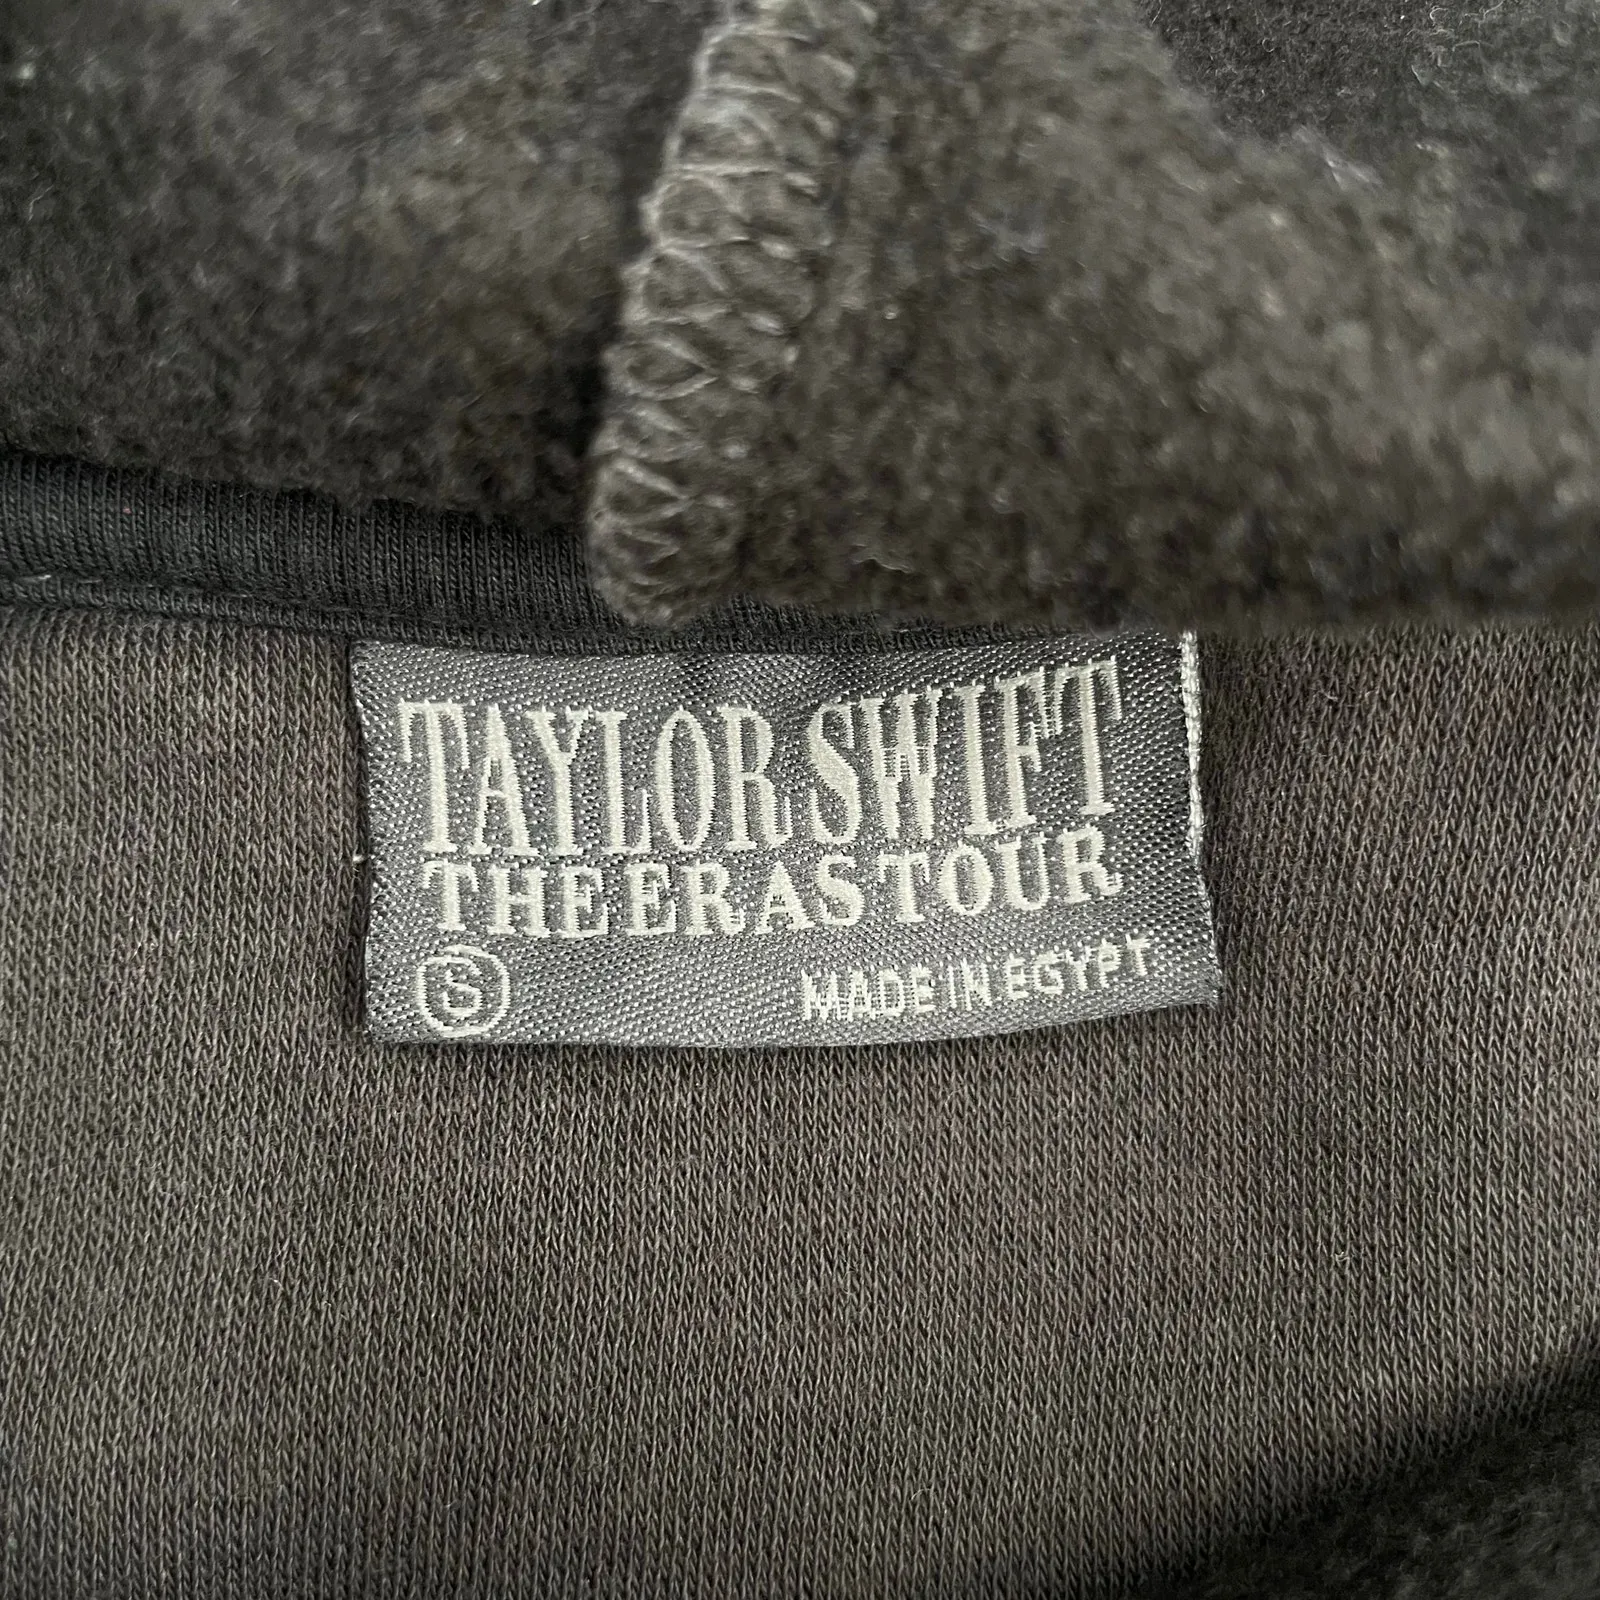 TAYLOR SWIFT
THE ERAS TOUR
S
MADE IN EGYPT